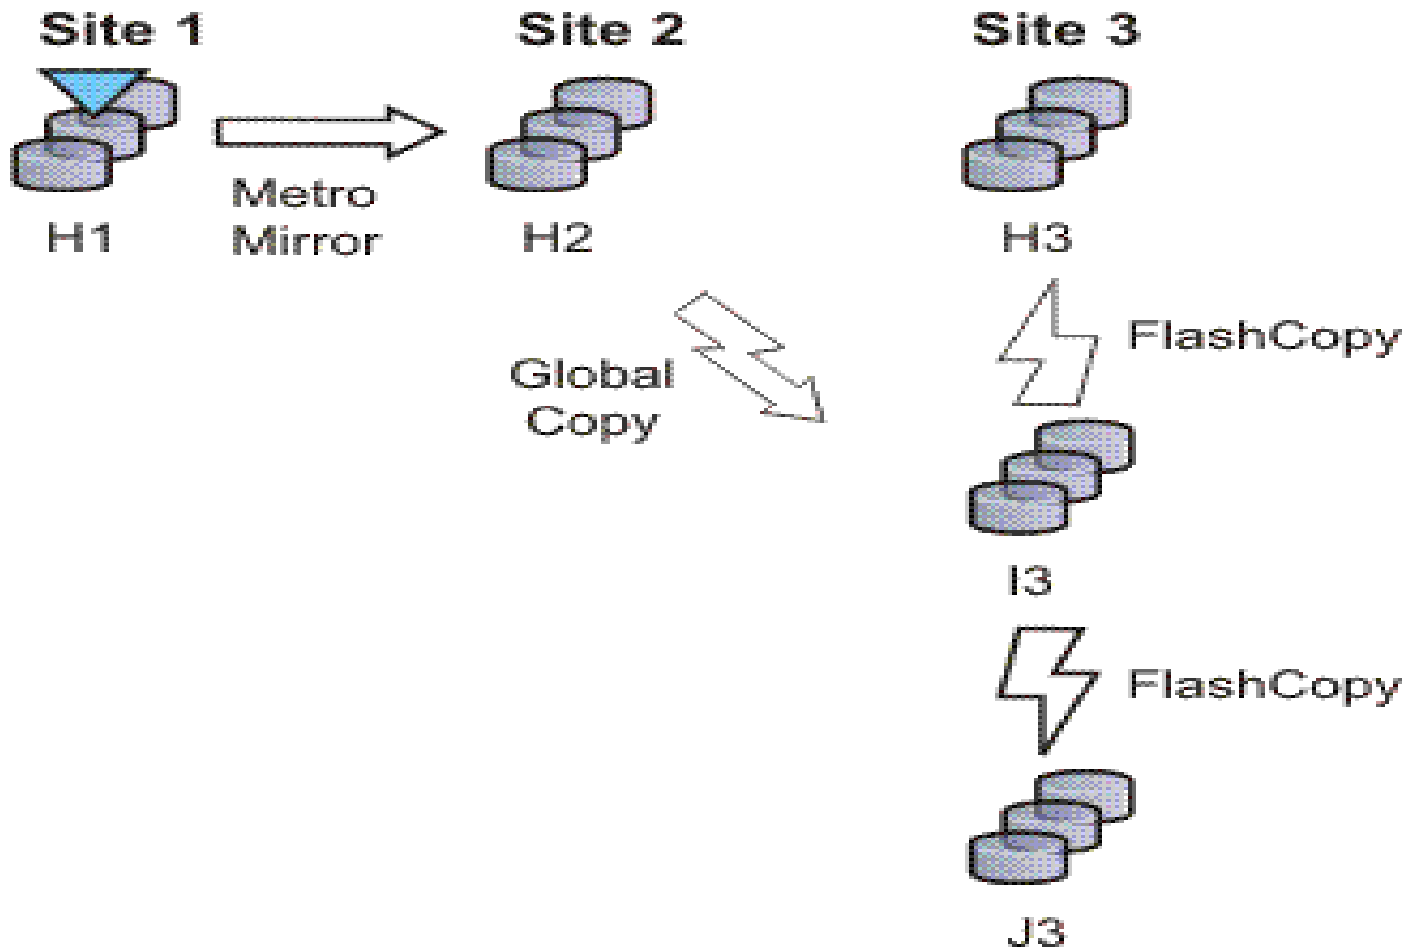 Site 1
Site 2
Site 3
Metro
Mirror
H1
H2
H3
FlashCopy
Global
Copy
I3
FlashCopy
J3